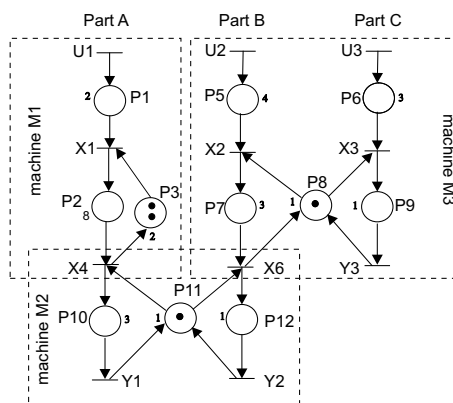 Part A Part B Part C
U1 U2 U3
2 P1 P5 4 P6 3
machine M1
X1 X2 X3
P3 P8
P2 8 2 P7 3 1 1 P9
machine M3
X4 X6 Y3
P11
P10 3 1 1 P12
machine M2
Y1 Y2